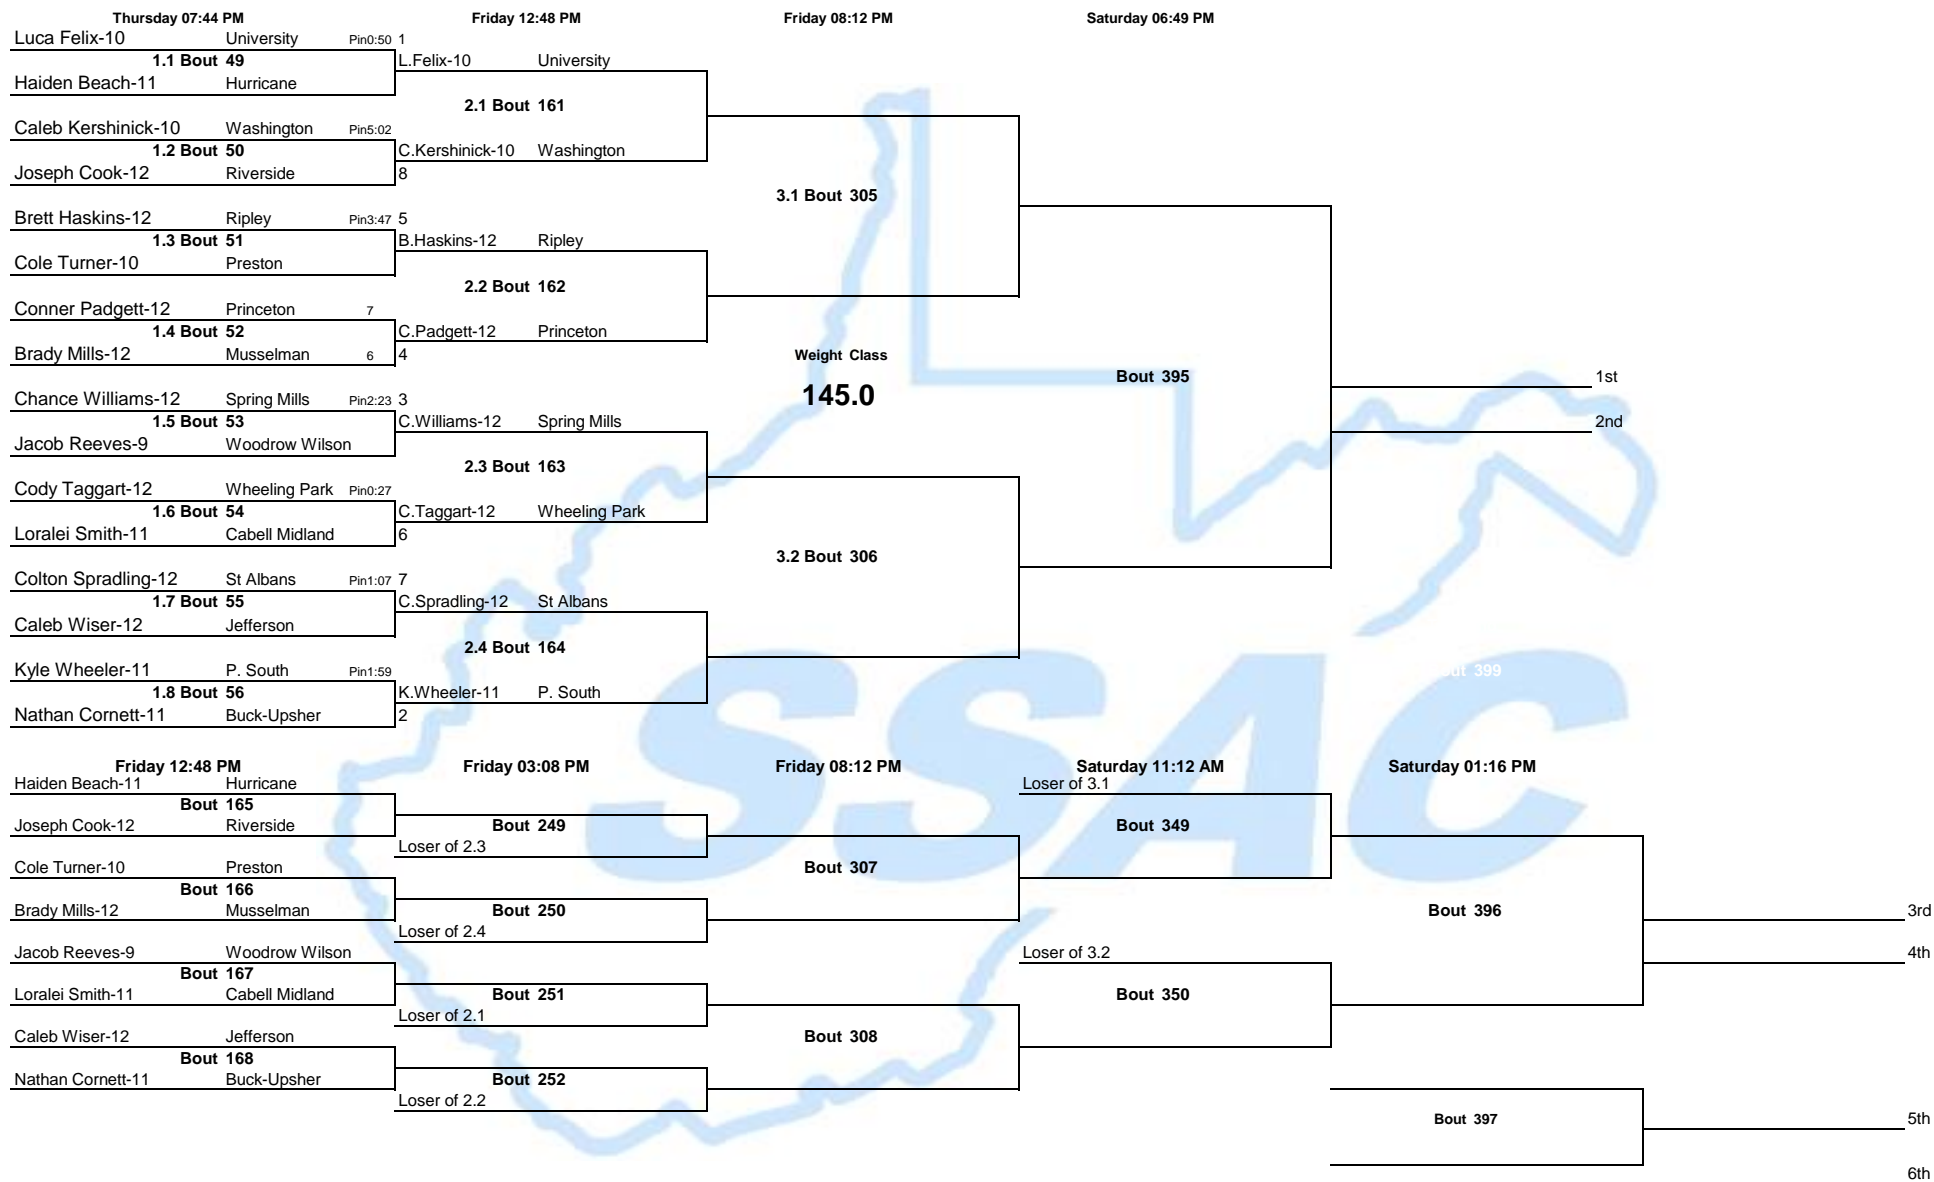 Thursday 07:44 PM Friday 12:48 PM Friday 08:12 PM Saturday 06:49 PM
Luca Felix-10 University Pin0:50 1
1.1 Bout 49 L.Felix-10 University
Haiden Beach-11 Hurricane
2.1 Bout 161
Caleb Kershinick-10 Washington Pin5:02
1.2 Bout 50 C.Kershinick-10 Washington
Joseph Cook-12 Riverside 8
3.1 Bout 305
Brett Haskins-12 Ripley Pin3:47 5
1.3 Bout 51 B.Haskins-12 Ripley
Cole Turner-10 Preston
2.2 Bout 162
Conner Padgett-12 Princeton 7
1.4 Bout 52 C.Padgett-12 Princeton
Brady Mills-12 Musselman 6 4 Weight Class
Bout 395 1st
145.0
Chance Williams-12 Spring Mills Pin2:23 3
1.5 Bout 53 C.Williams-12 Spring Mills 2nd
Jacob Reeves-9 Woodrow Wilson
2.3 Bout 163
Cody Taggart-12 Wheeling Park Pin0:27
1.6 Bout 54 C.Taggart-12 Wheeling Park
Loralei Smith-11 Cabell Midland 6
3.2 Bout 306
Colton Spradling-12 St Albans Pin1:07 7
1.7 Bout 55 C.Spradling-12 St Albans
Caleb Wiser-12 Jefferson
2.4 Bout 164
Kyle Wheeler-11 P. South Pin1:59 399
1.8 Bout 56 K.Wheeler-11 P. South
Nathan Cornett-11 Buck-Upsher 2
SSAC
Friday 12:48 PM Friday 03:08 PM Friday 08:12 PM Saturday 11:12 AM Saturday 01:16 PM
Haiden Beach-11 Hurricane Loser of 3.1
Bout 165
Joseph Cook-12 Riverside Bout 249 Bout 349
Loser of 2.3
Cole Turner-10 Preston Bout 307
Bout 166
Brady Mills-12 Musselman Bout 250 Bout 396 3rd
Loser of 2.4
Jacob Reeves-9 Woodrow Wilson Loser of 3.2 4th
Bout 167
Loralei Smith-11 Cabell Midland Bout 251 Bout 350
Loser of 2.1
Caleb Wiser-12 Jefferson Bout 308
Bout 168
Nathan Cornett-11 Buck-Upsher Bout 252
Loser of 2.2
Bout 397 5th
6th